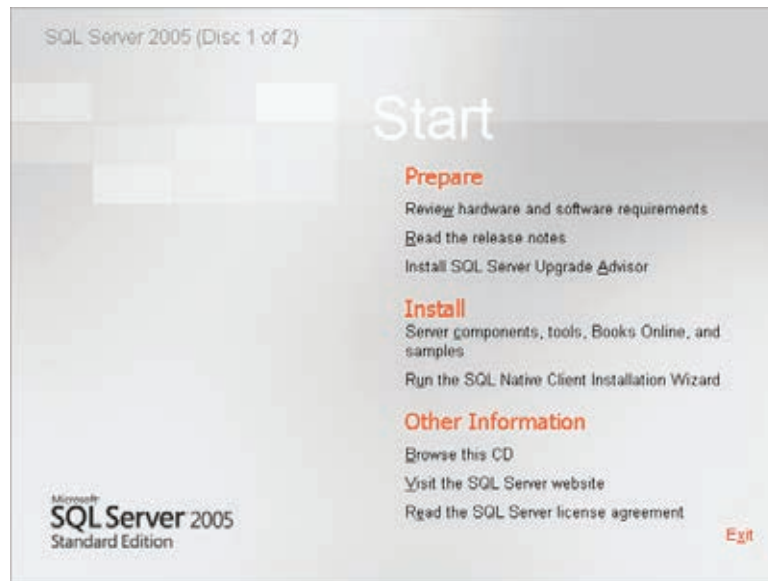 SQL Server 2005 (Disc 1 of 2)
Start
Prepare
Review hardware and software requirements
Read the release notes
Install SQL Server Upgrade Advisor
Install
Server components, tools, Books Online, and
samples
Run the SQL Native Client Installation Wizard
Other Information
Browse this CD
Visit the SQL Server website
Read the SQL Server license agreement
Microsoft
SQL Server 2005
Standard Edition
Exit